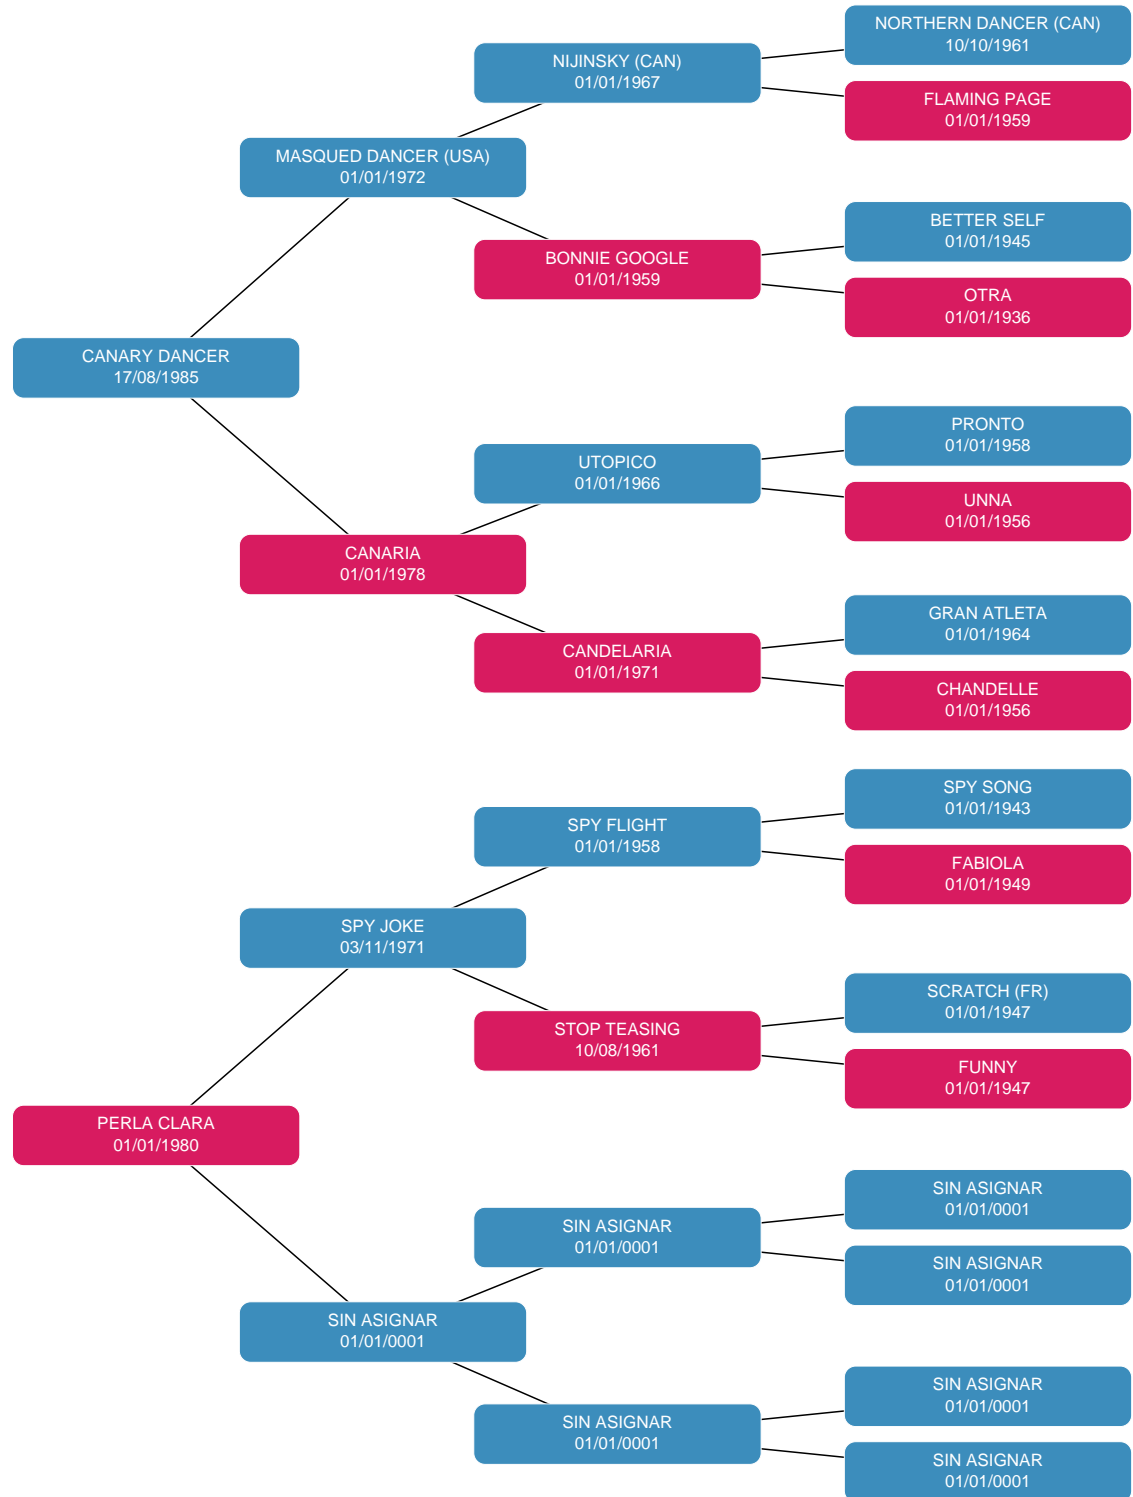 NORTHERN DANCER (CAN)
10/10/1961
NIJINSKY (CAN)
01/01/1967
FLAMING PAGE
01/01/1959
MASQUED DANCER (USA)
01/01/1972
BETTER SELF
01/01/1945
BONNIE GOOGLE
01/01/1959
OTRA
01/01/1936
CANARY DANCER
17/08/1985
PRONTO
01/01/1958
UTOPICO
01/01/1966
UNNA
01/01/1956
CANARIA
01/01/1978
GRAN ATLETA
01/01/1964
CANDELARIA
01/01/1971
CHANDELLE
01/01/1956
SPY SONG
01/01/1943
SPY FLIGHT
01/01/1958
FABIOLA
01/01/1949
SPY JOKE
03/11/1971
SCRATCH (FR)
01/01/1947
STOP TEASING
10/08/1961
FUNNY
01/01/1947
PERLA CLARA
01/01/1980
SIN ASIGNAR
01/01/0001
SIN ASIGNAR
01/01/0001
SIN ASIGNAR
01/01/0001
SIN ASIGNAR
01/01/0001
SIN ASIGNAR
01/01/0001
SIN ASIGNAR
01/01/0001
SIN ASIGNAR
01/01/0001